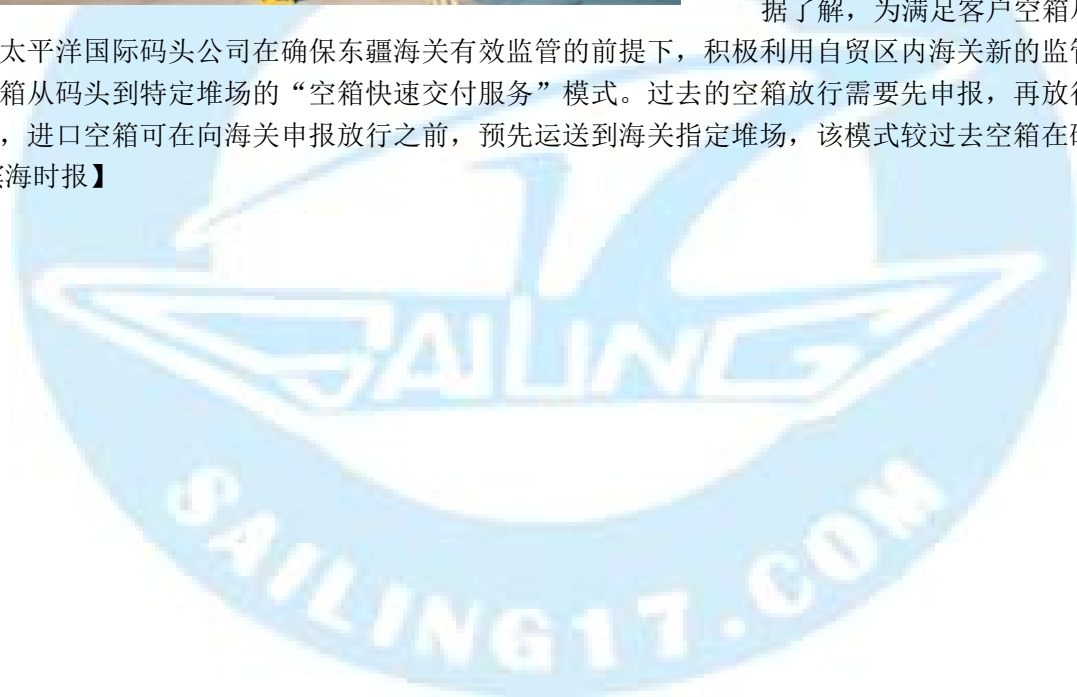 据了解，为满足客户空箱
太平洋国际码头公司在确保东疆海关有效监管的前提下，积极利用自贸区内海关新的监管
箱从码头到特定堆场的“空箱快速交付服务”模式。过去的空箱放行需要先申报，再放行
，进口空箱可在向海关申报放行之前，预先运送到海关指定堆场，该模式较过去空箱在
海时报】
SAILING
SAILING17.COM